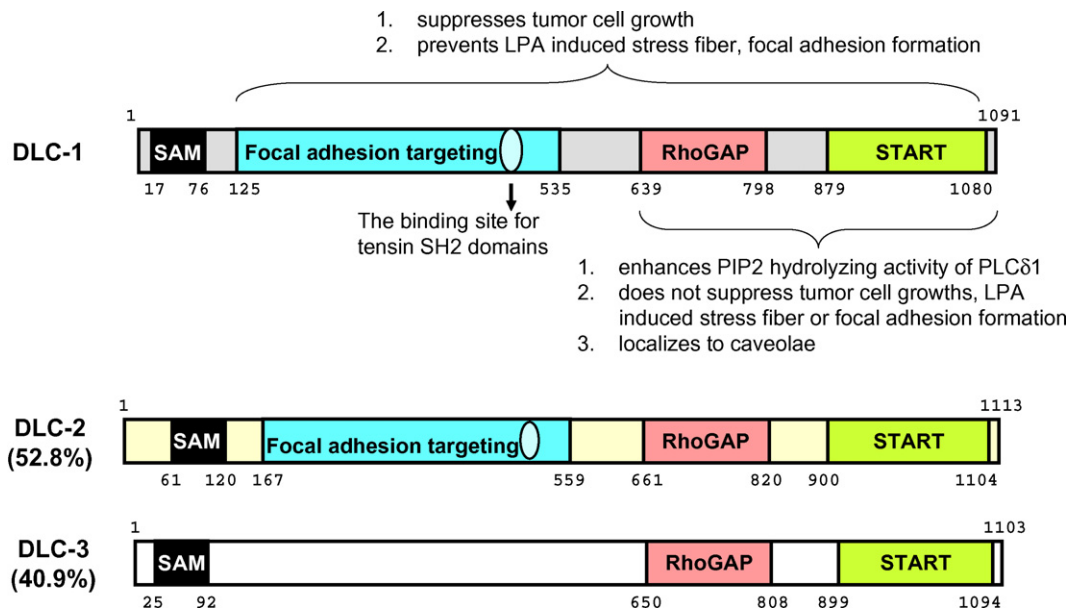 1. suppresses tumor cell growth
2. prevents LPA induced stress fiber, focal adhesion formation
1 1091
DLC-1 SAM Focal adhesion targeting RhoGAP START
17 76 125 535 639 798 879 1080
The binding site for
tensin SH2 domains
1. enhances PIP2 hydrolyzing activity of PLCδ1
2. does not suppress tumor cell growths, LPA
induced stress fiber or focal adhesion formation
3. localizes to caveolae
1 1113
DLC-2
(52.8%)
SAM Focal adhesion targeting RhoGAP START
61 120 167 559 661 820 900 1104
1 1103
DLC-3
(40.9%)
SAM RhoGAP START
25 92 650 808 899 1094